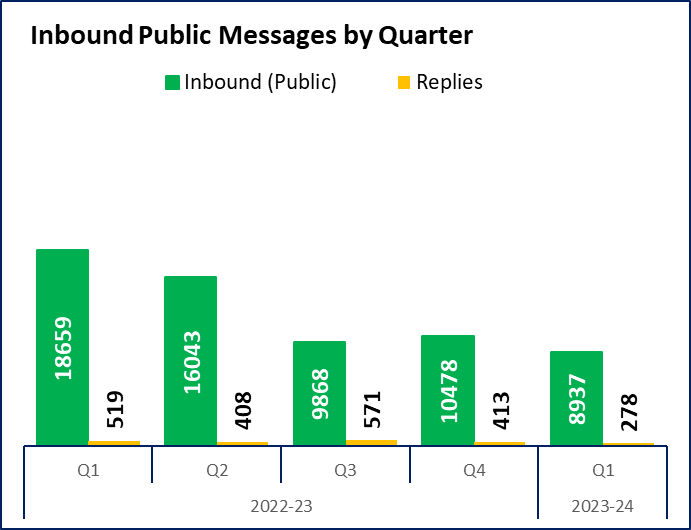 Inbound Public Messages by Quarter
Inbound (Public) Replies
18659 519 16043 408 9868 571 10478 413 8937 278
Q1 Q2 Q3 Q4 Q1
2022-23 2023-24